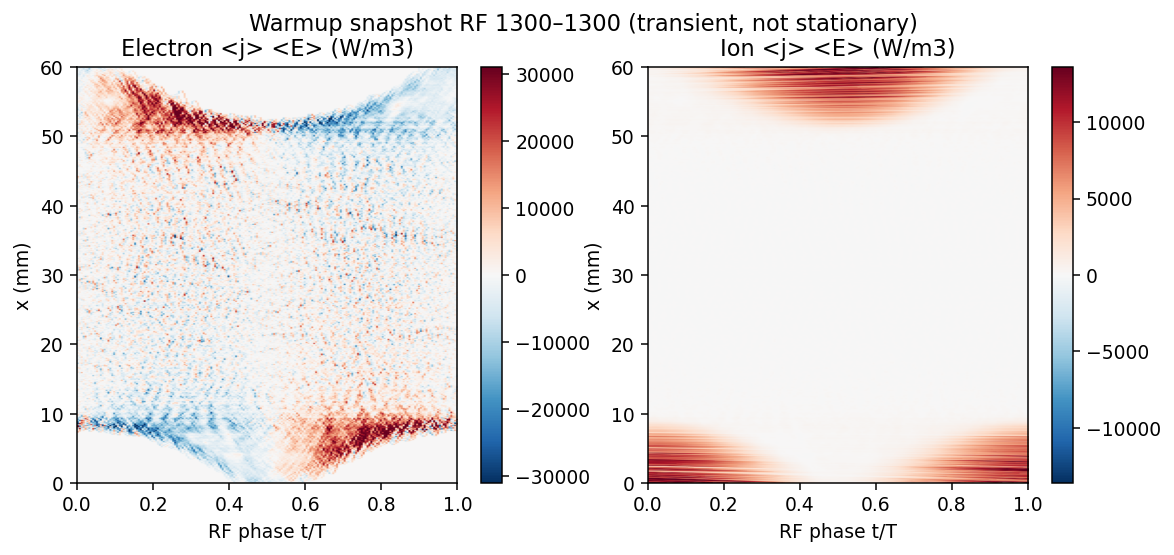 Warmup snapshot RF 1300–1300 (transient, not stationary)
Electron <j> <E> (W/m3)
60
50
40
30
20
10
0
x (mm)
0.0 0.2 0.4 0.6 0.8 1.0
RF phase t/T
30000
20000
10000
0
−10000
−20000
−30000
Ion <j> <E> (W/m3)
60
50
40
30
20
10
0
x (mm)
0.0 0.2 0.4 0.6 0.8 1.0
RF phase t/T
10000
5000
0
−5000
−10000